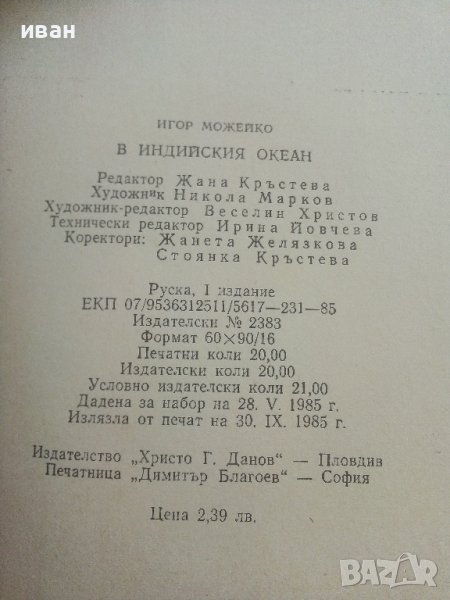 иван
ИГОР МОЖЕЙКО
В ИНДИЙСКИЯ ОКЕАН
Редактор Жана Кръстева
Художник Никола Марков
Художник-редактор Веселин Христов
Технически редактор Ирина Йовчева
Коректори: Жанета Желязкова
Стоянка Кръстева
Руска, I издание
ЕКП 07/9536312511/5617—231—85
Издателски № 2383
Формат 60×90/16
Печатни коли 20,00
Издателски коли 20,00
Условно издателски коли 21,00
Дадена за набор на 28. V. 1985 г.
Излязла от печат на 30. IX. 1985 г.
Издателство „Христо Г. Данов“ — Пловдив
Печатница „Димитър Благоев“ — София
Цена 2,39 лв.
BAZAR